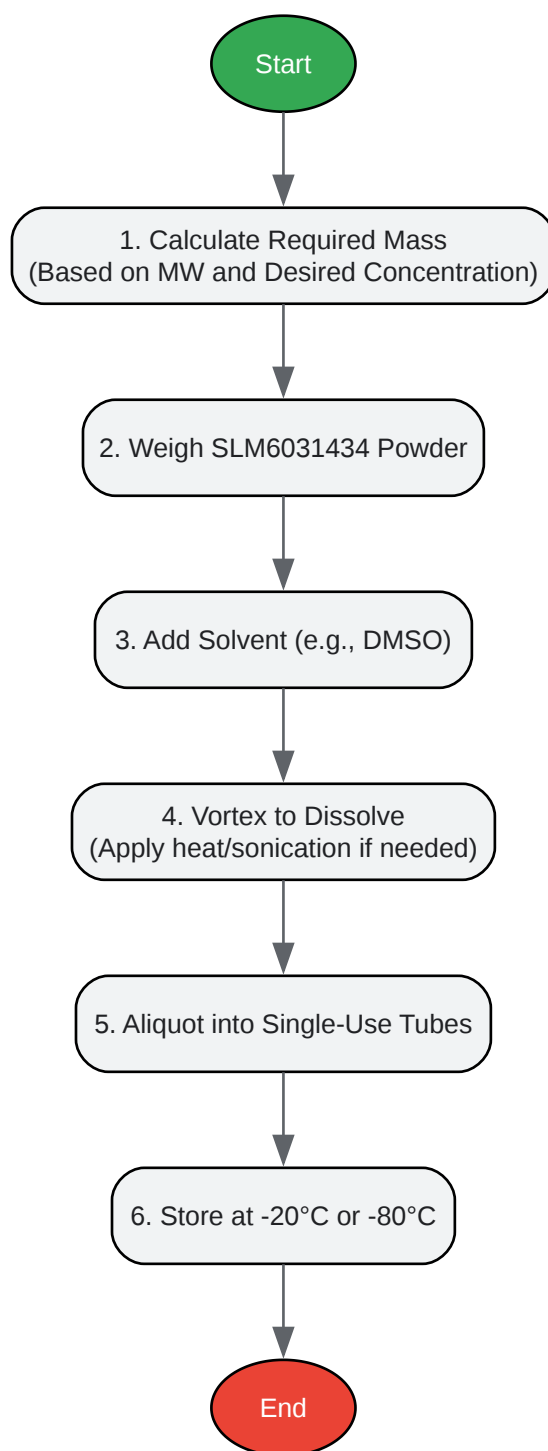 Start
1. Calculate Required Mass
(Based on MW and Desired Concentration)
2. Weigh SLM6031434 Powder
3. Add Solvent (e.g., DMSO)
4. Vortex to Dissolve
(Apply heat/sonication if needed)
5. Aliquot into Single-Use Tubes
6. Store at -20°C or -80°C
End